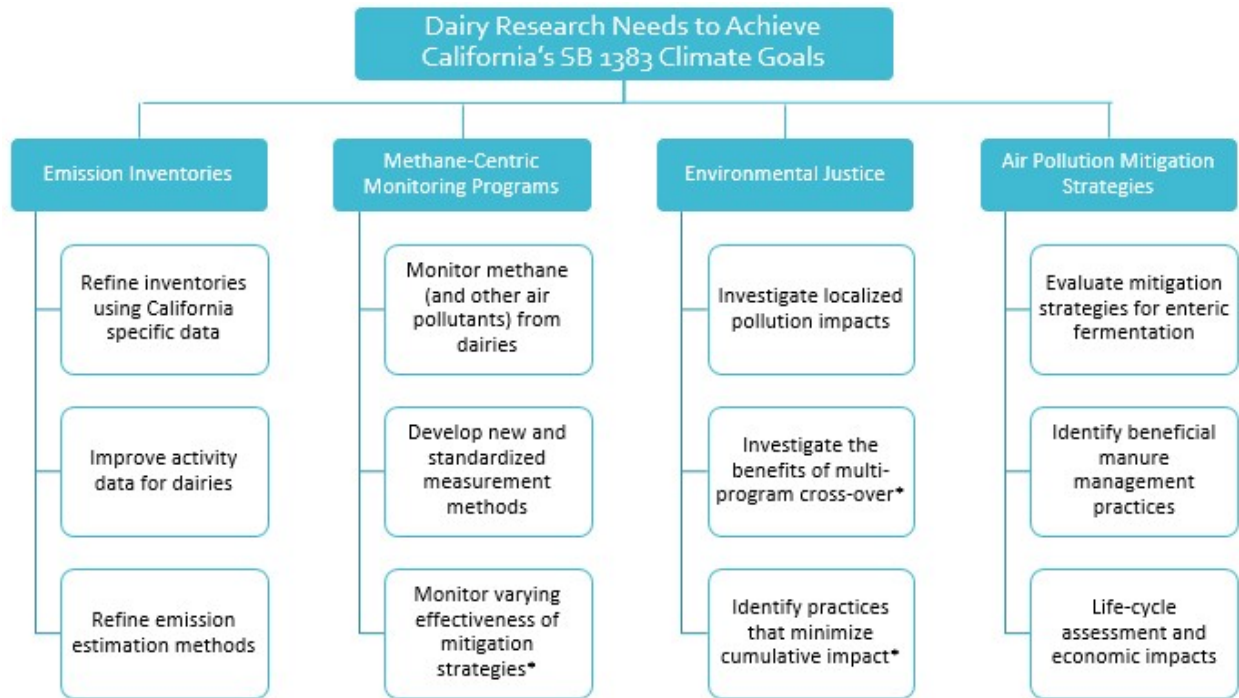 Dairy Research Needs to Achieve
California's SB 1383 Climate Goals
Emission Inventories
Refine inventories
using California
specific data
Improve activity
data for dairies
Refine emission
estimation methods
Methane-Centric
Monitoring Programs
Monitor methane
(and other air
pollutants) from
dairies
Develop new and
standardized
measurement
methods
Monitor varying
effectiveness of
mitigation
strategies*
Environmental Justice
Investigate localized
pollution impacts
Investigate the
benefits of multi-
program cross-over*
Identify practices
that minimize
cumulative impact*
Air Pollution Mitigation
Strategies
Evaluate mitigation
strategies for enteric
fermentation
Identify beneficial
manure
management
practices
Life-cycle
assessment and
economic impacts